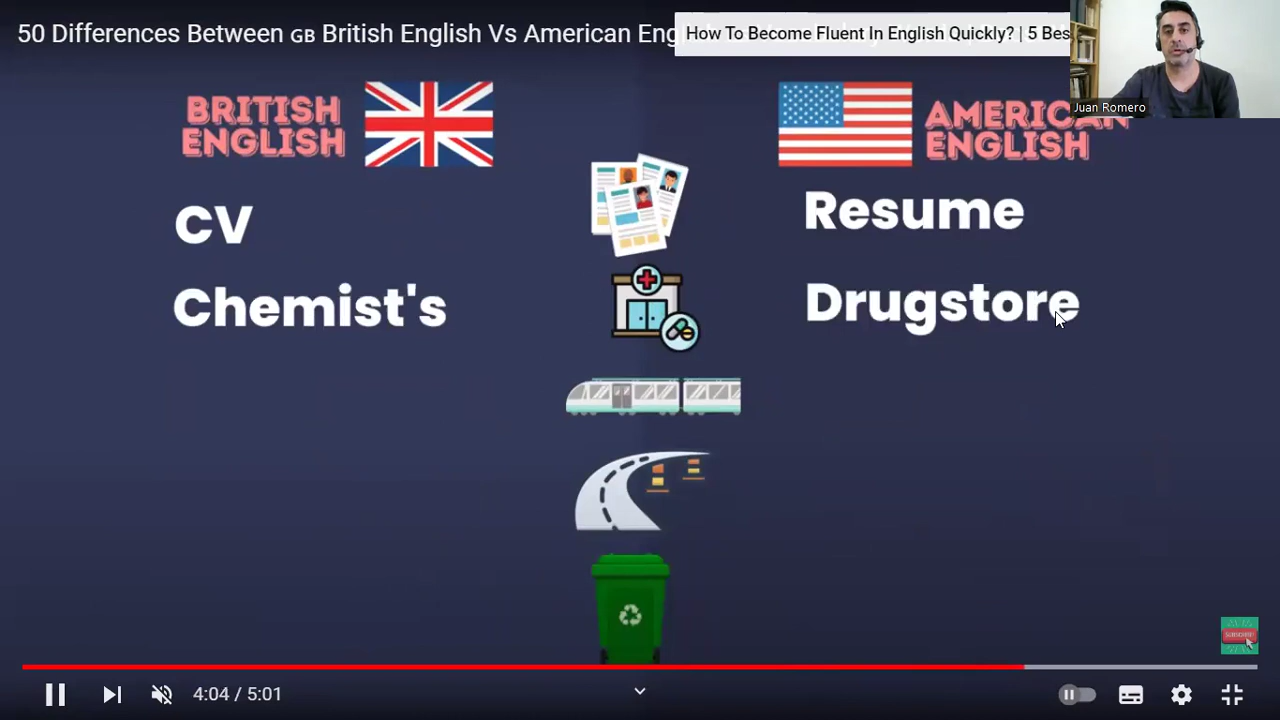 50 Differences Between GB British English Vs American Eng
How To Become Fluent In English Quickly? | 5 Bes
Juan Romero
BRITISH
ENGLISH
AMERICAN
ENGLISH
CV
Resume
Chemist's
Drugstore
4:04 / 5:01